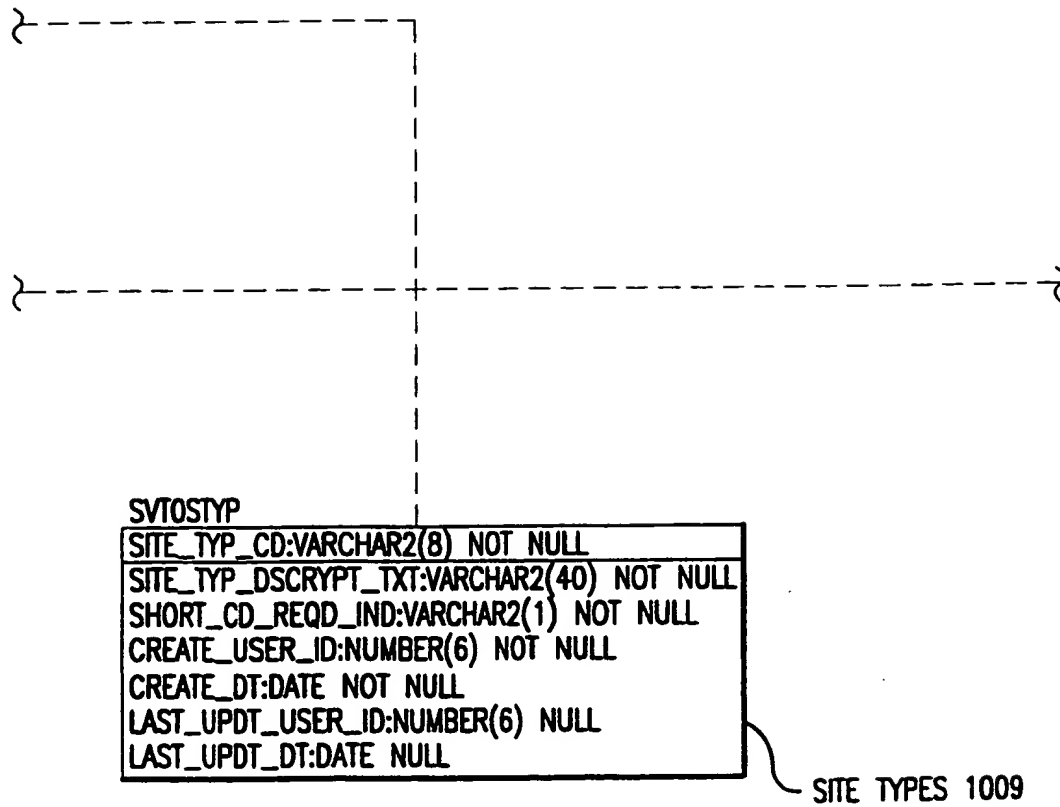 SVTOSTYP
SITE_TYP_CD:VARCHAR2(8) NOT NULL
SITE_TYP_DSCRYPT_TXT:VARCHAR2(40) NOT NULL
SHORT_CD_REQD_IND:VARCHAR2(1) NOT NULL
CREATE_USER_ID:NUMBER(6) NOT NULL
CREATE_DT:DATE NOT NULL
LAST_UPDT_USER_ID:NUMBER(6) NULL
LAST_UPDT_DT:DATE NULL
SITE TYPES 1009